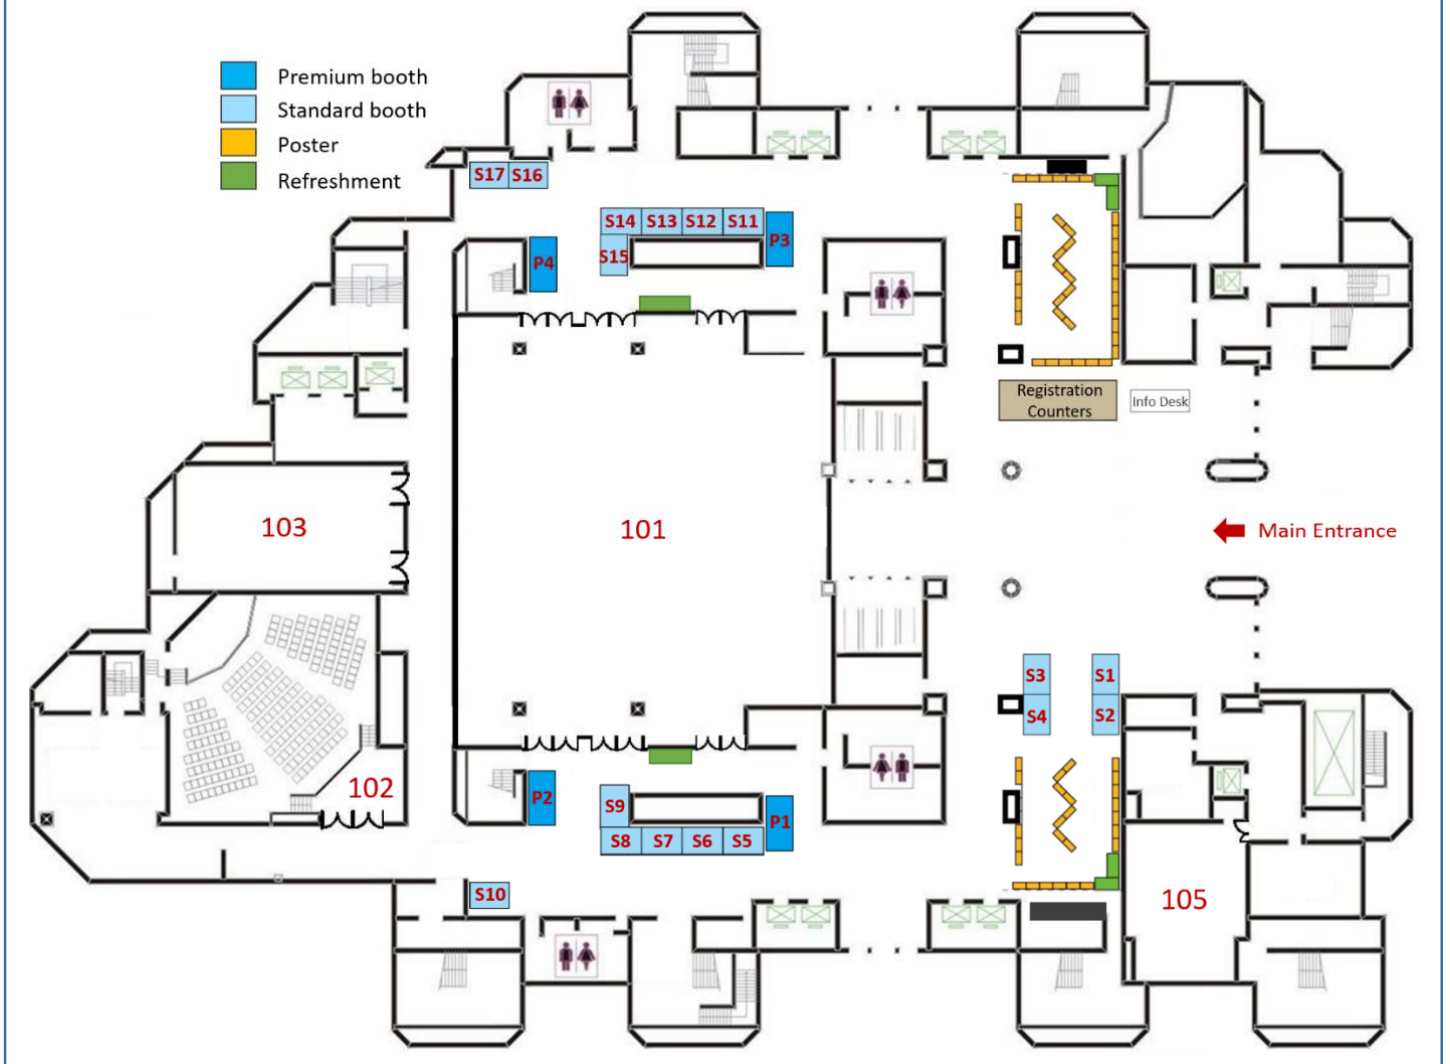 Premium booth
Standard booth
Poster
Refreshment
S17 S16
S14 S13 S12 S11 P3
S15
P4
Registration
Counters
Info Desk
103
101
Main Entrance
S3 S1
S4 S2
102
P2
S9
P1
S8 S7 S6 S5
S10
105